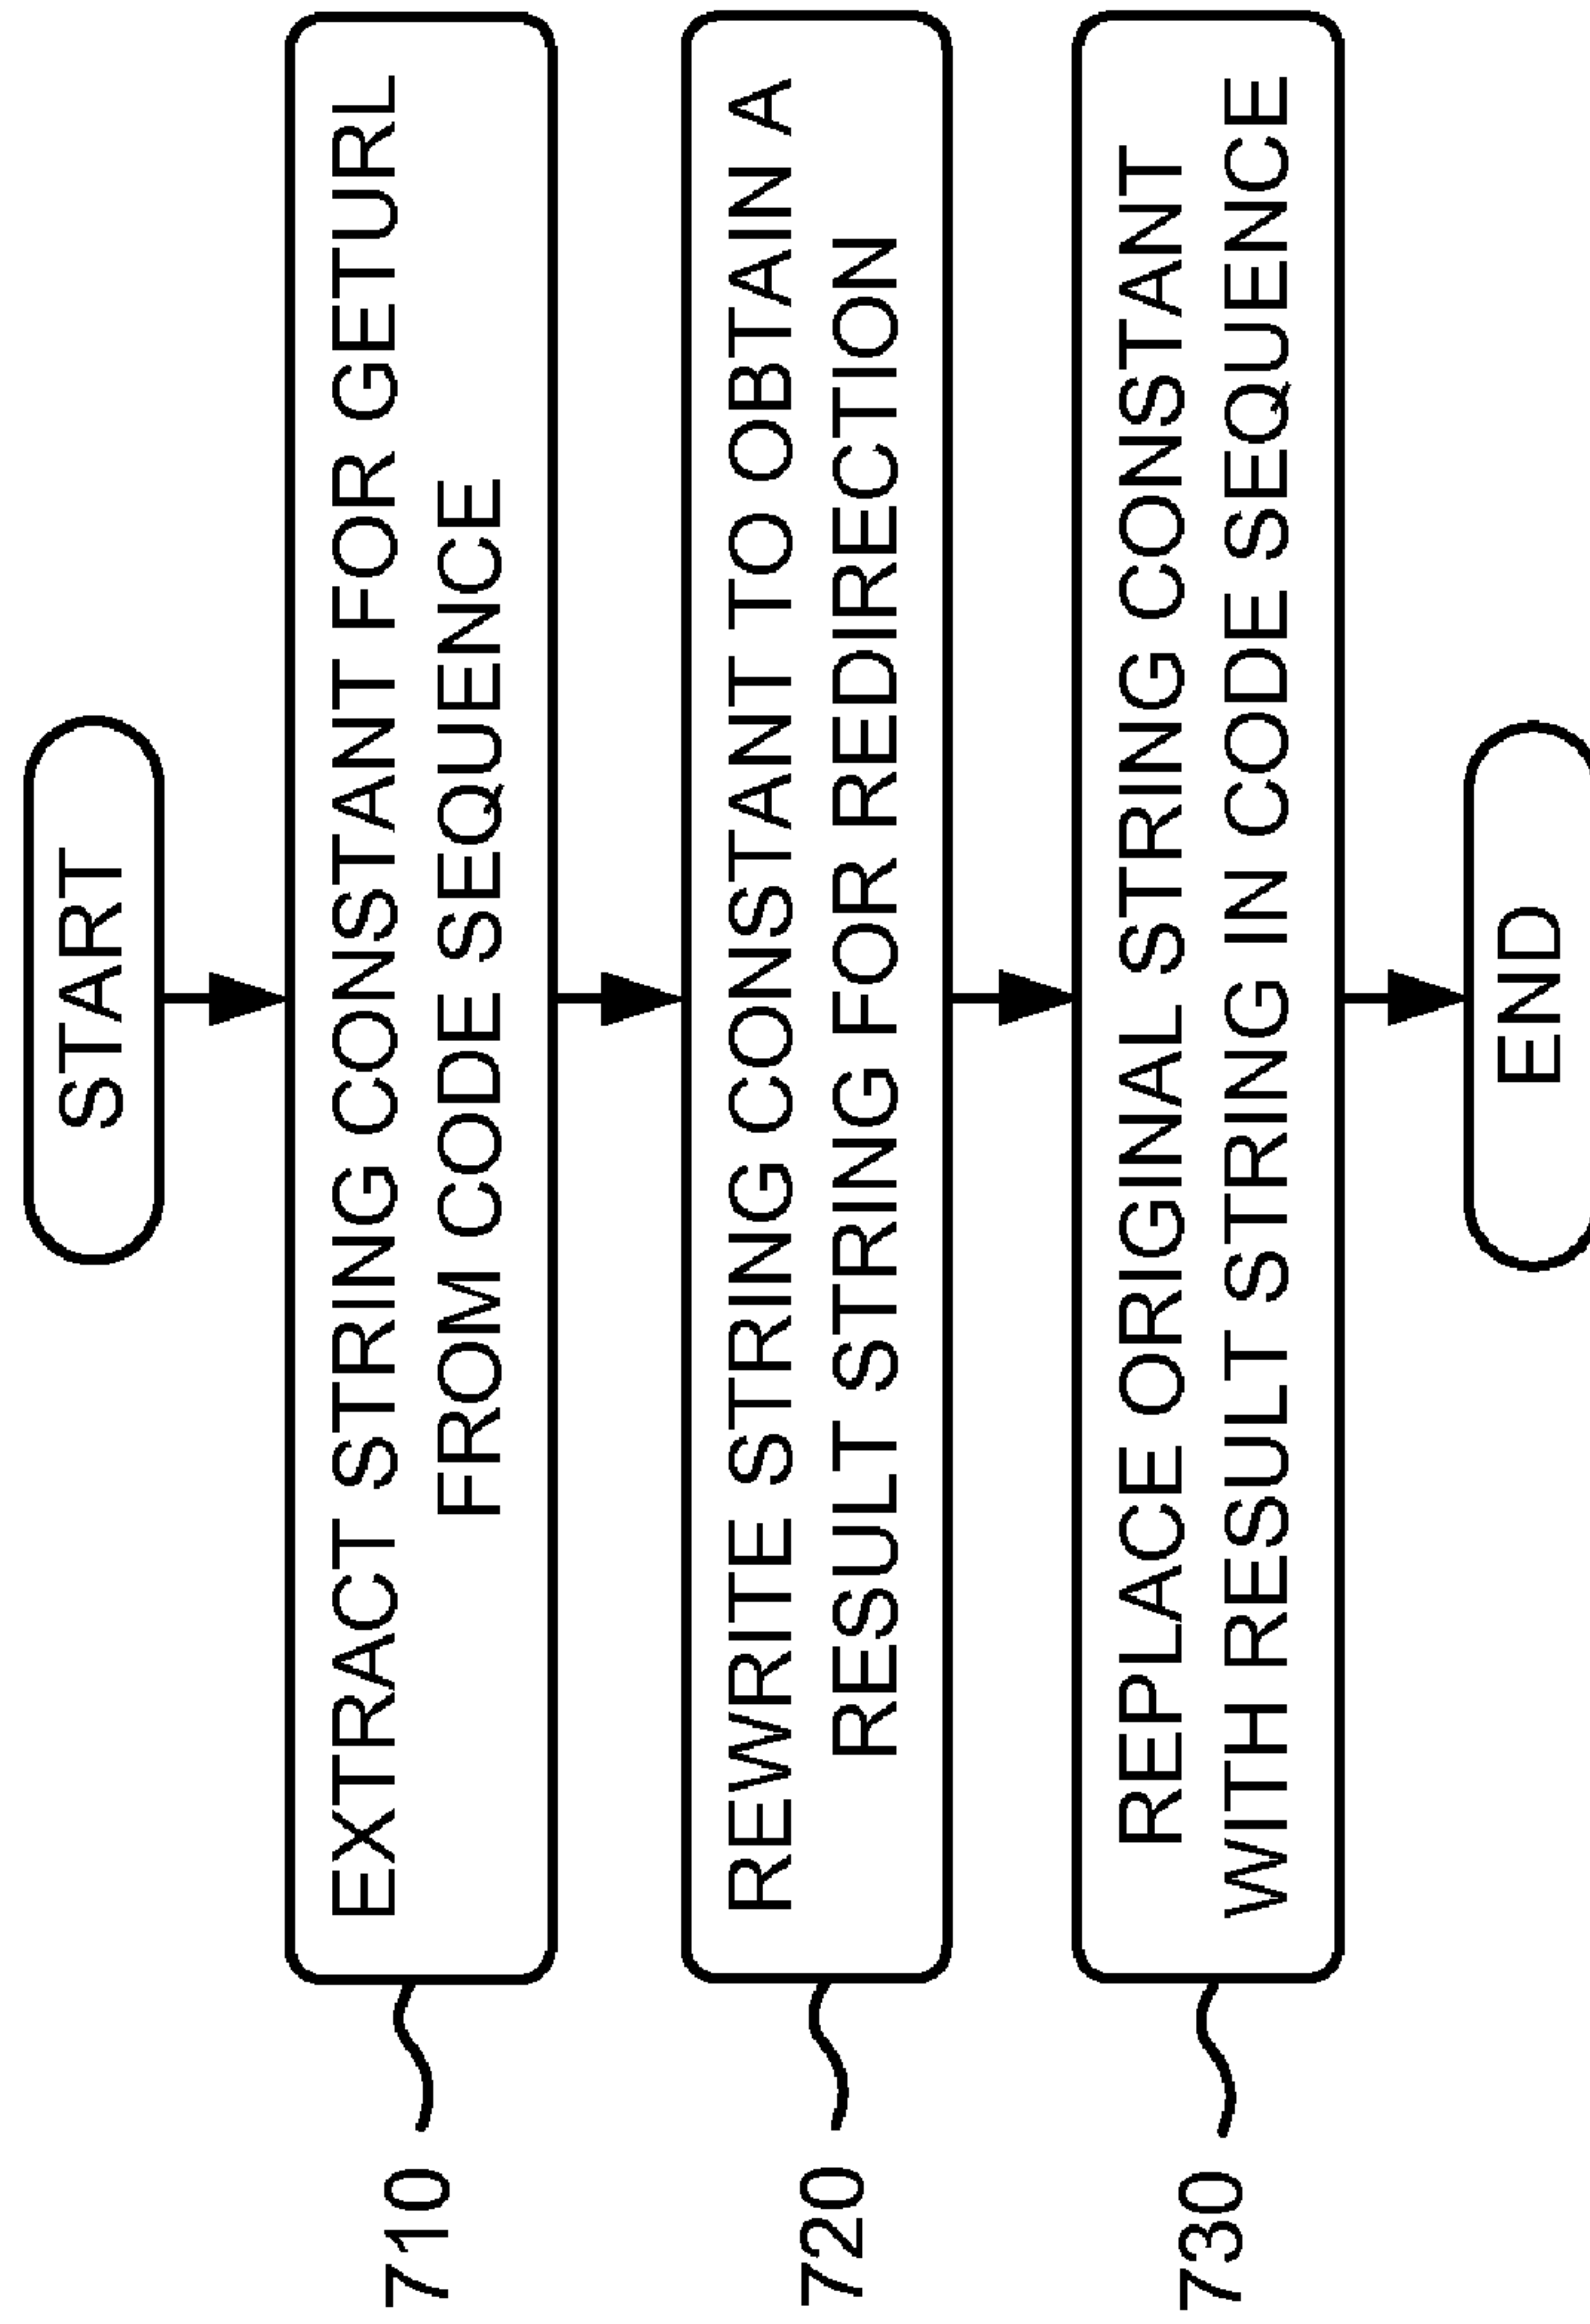 START
710
EXTRACT STRING CONSTANT FOR GETURL
FROM CODE SEQUENCE
720
REWRITE STRING CONSTANT TO OBTAIN A
RESULT STRING FOR REDIRECTION
730
REPLACE ORIGINAL STRING CONSTANT
WITH RESULT STRING IN CODE SEQUENCE
END